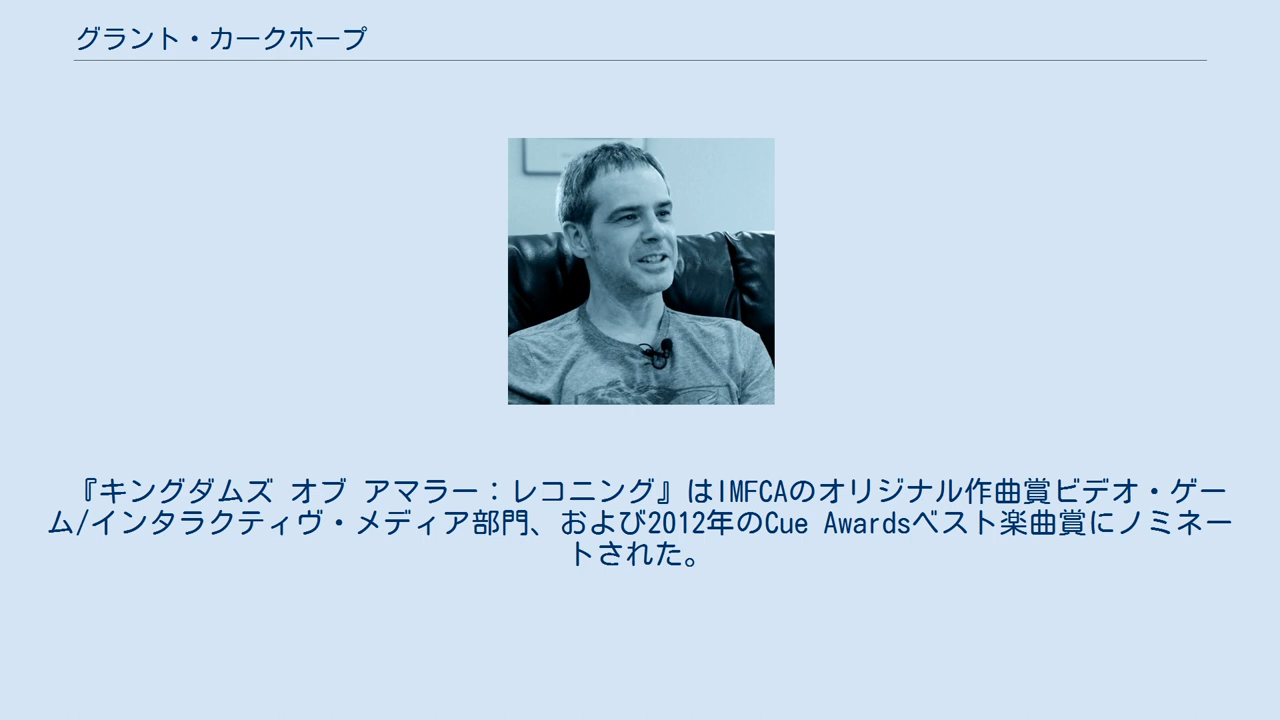 グラント・カークホープ
『キングダムズ オブ アマラー：レコニング』はIMFCAのオリジナル作曲賞ビデオ・ゲー
ム/インタラクティヴ・メディア部門、および2012年のCue Awardsベスト楽曲賞にノミネー
トされた。